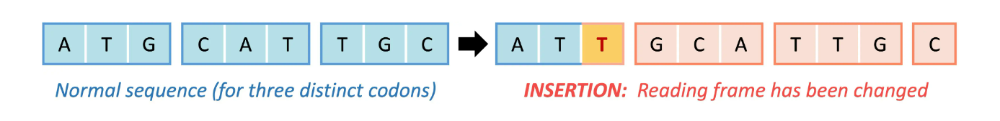 A T G C A T T G C A T T G C A T T G C
Normal sequence (for three distinct codons) INSERTION: Reading frame has been changed